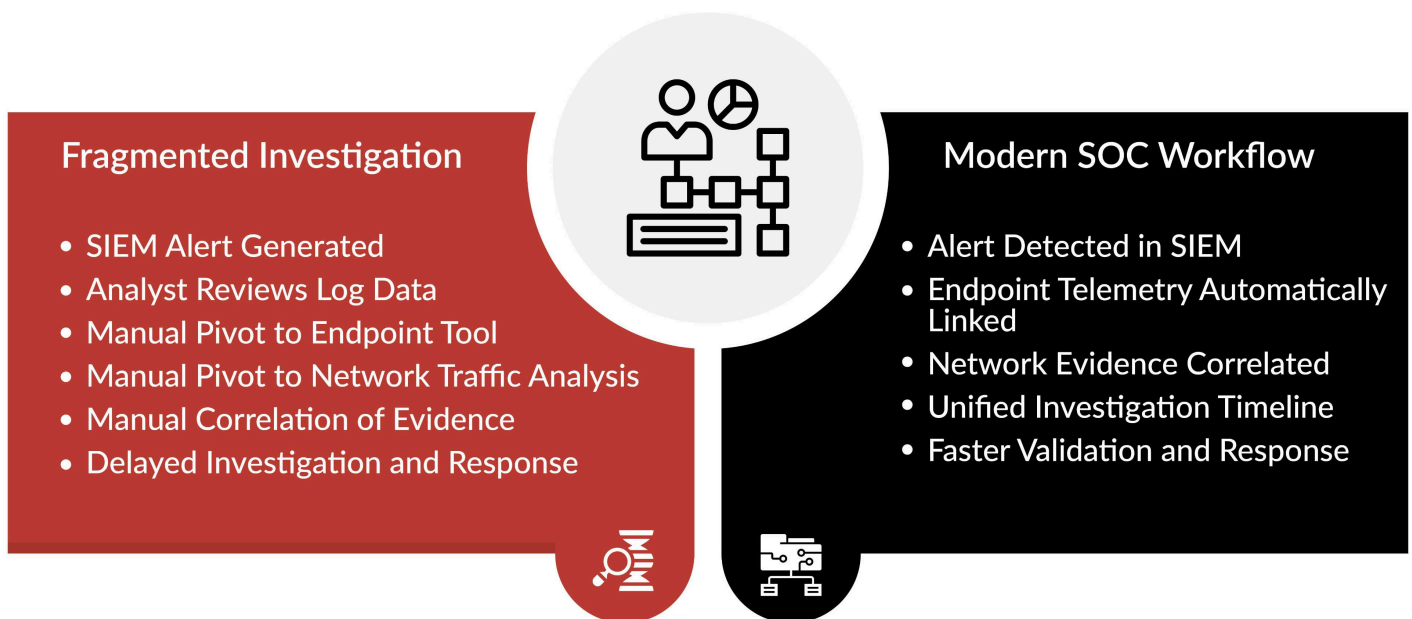 Fragmented Investigation
• SIEM Alert Generated
• Analyst Reviews Log Data
• Manual Pivot to Endpoint Tool
• Manual Pivot to Network Traffic Analysis
• Manual Correlation of Evidence
• Delayed Investigation and Response
Modern SOC Workflow
• Alert Detected in SIEM
• Endpoint Telemetry Automatically
Linked
• Network Evidence Correlated
• Unified Investigation Timeline
• Faster Validation and Response